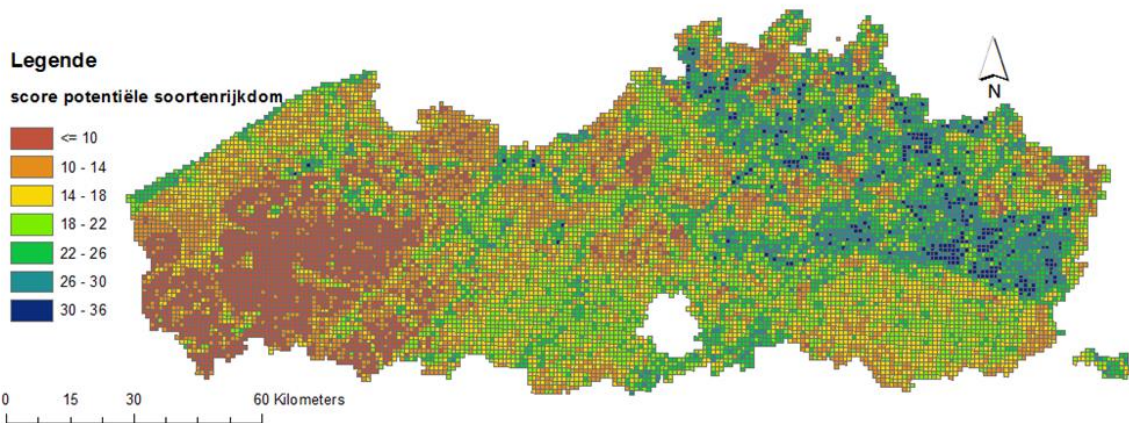 Legende
score potentiële soortenrijkdom
<= 10
10 - 14
14 - 18
18 - 22
22 - 26
26 - 30
30 - 36
N
0 15 30 60 Kilometers